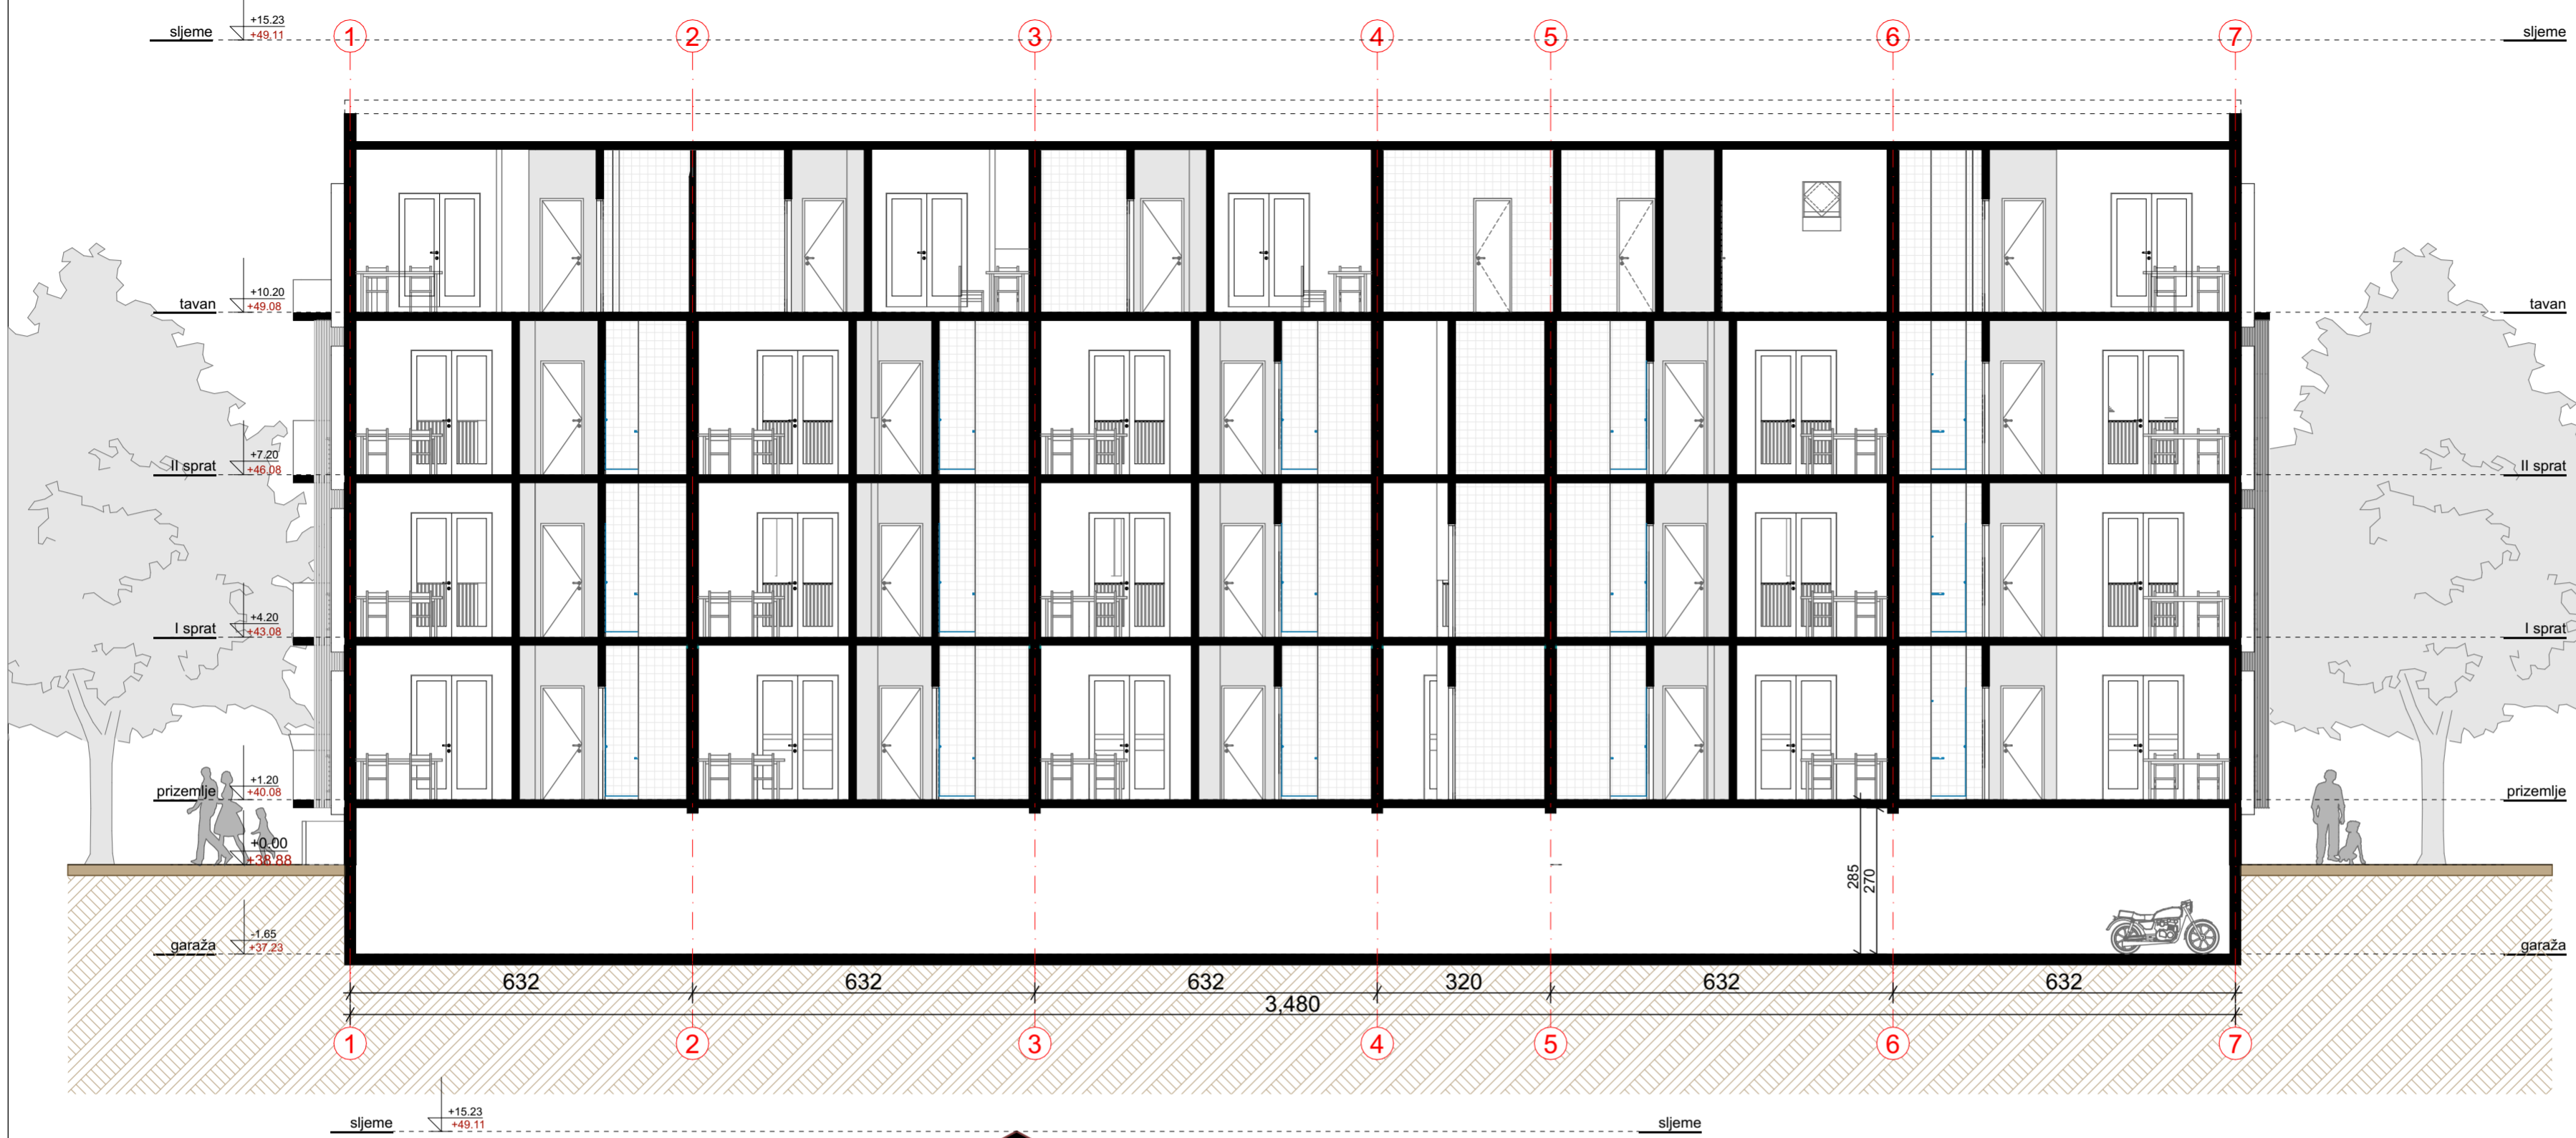 +15.23
sljeme +49.11 sljeme
1 2 3 4 5 6 7
+10.20
tavan +49.08 tavan
+7.20
II sprat +46.08 II sprat
+4.20
I sprat +43.08 I sprat
+1.20
prizemlje +40.08 prizemlje
+0.00
+38.88
285
270
-1.65
garaža +37.23 garaža
632 632 632 320 632 632
3,480
1 2 3 4 5 6 7
+15.23
sljeme +49.11 sljeme